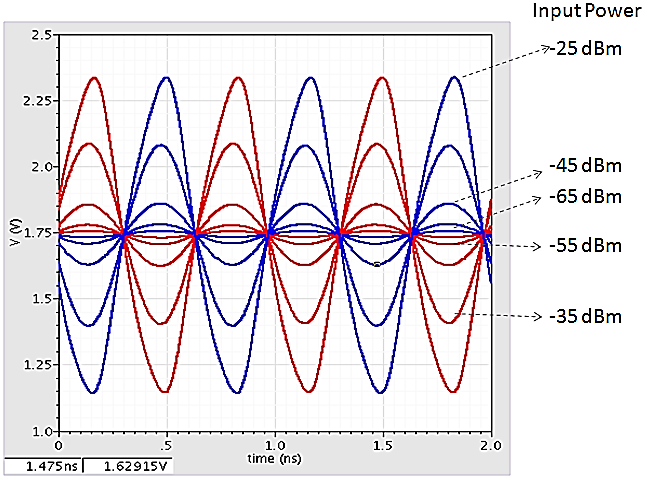 Input Power
-25 dBm
-45 dBm
-65 dBm
-55 dBm
-35 dBm
V (V)
2.5
2.25
2.0
1.75
1.5
1.25
1.0
0
.5
1.0
1.5
2.0
time (ns)
1.475ns
1.62915V